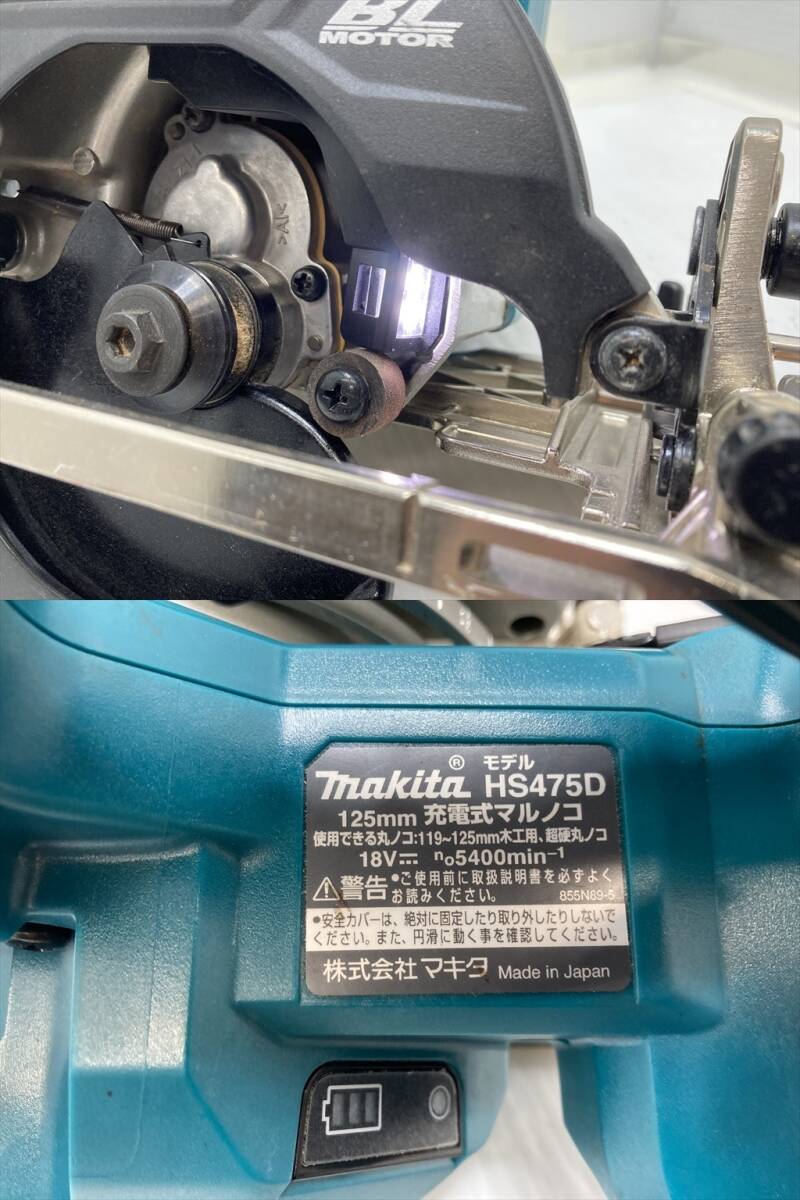 BL
MOTOR
>Al<
makita® モデル HS475D
125mm 充電式マルノコ
使用できる丸ノコ:119~125mm木工用、超硬丸ノコ
18V⎓ n₀5400min⁻¹
⚠警告 •ご使用前に取扱説明書を必ずよく
お読みください。 855N89-5
•安全カバーは、絶対に固定したり取り外したりしないで
ください。また、円滑に動く事を確認してください。
株式会社マキタ Made in Japan